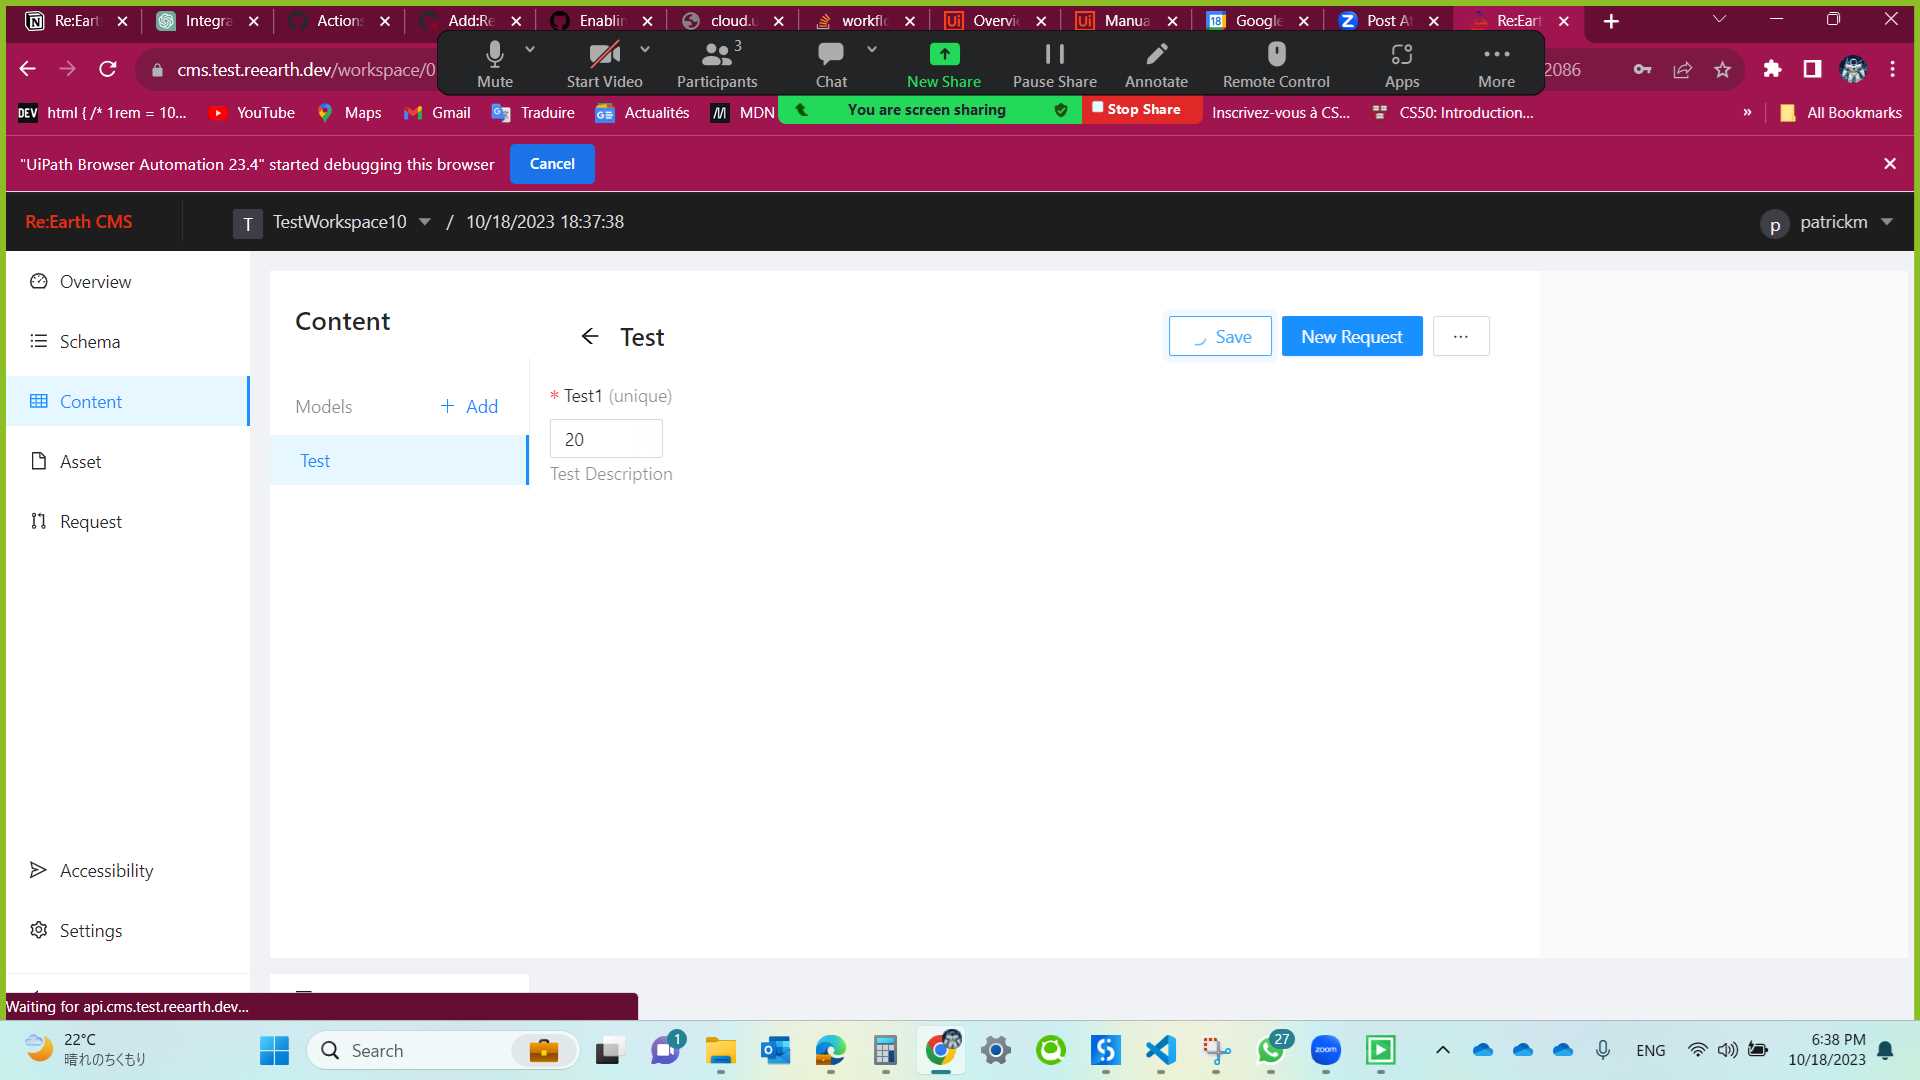 Re:Eart
Integra
Actions
Add:Re
Enablin
cloud.u
workflo
Overvie
Manua
Google
Post At
Re:Eart
cms.test.reearth.dev/workspace/0
2086
Mute
Start Video
Participants
3
Chat
New Share
Pause Share
Annotate
Remote Control
Apps
More
You are screen sharing
Stop Share
html { /* 1rem = 10...
YouTube
Maps
Gmail
Traduire
Actualités
MDN
Inscrivez-vous à CS...
CS50: Introduction...
»
All Bookmarks
"UiPath Browser Automation 23.4" started debugging this browser
Cancel
Re:Earth CMS
T
TestWorkspace10
/ 10/18/2023 18:37:38
p
patrickm
Overview
Schema
Content
Asset
Request
Accessibility
Settings
Content
Models
+ Add
Test
Test
Save
New Request
...
* Test1 (unique)
20
Test Description
Waiting for api.cms.test.reearth.dev...
22°C
晴れのちくもり
Search
1
27
zoom
ENG
6:38 PM
10/18/2023